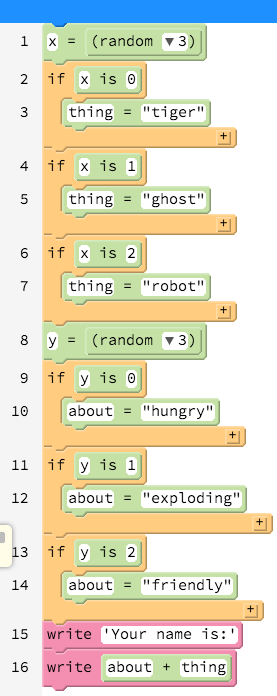 1 x = (random ▼3)
2 if x is 0
3 thing = "tiger"
+
4 if x is 1
5 thing = "ghost"
+
6 if x is 2
7 thing = "robot"
+
8 y = (random ▼3)
9 if y is 0
10 about = "hungry"
+
11 if y is 1
12 about = "exploding"
+
13 if y is 2
14 about = "friendly"
+
15 write 'Your name is:'
16 write about + thing